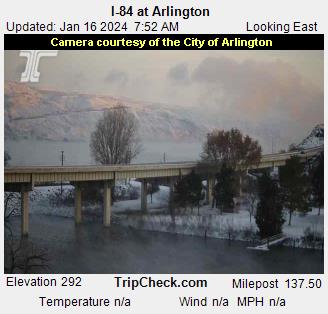 I-84 at Arlington
Updated: Jan 16 2024 7:52 AM Looking East
Camera courtesy of the City of Arlington
Elevation 292 TripCheck.com Milepost 137.50
Temperature n/a Wind n/a MPH n/a